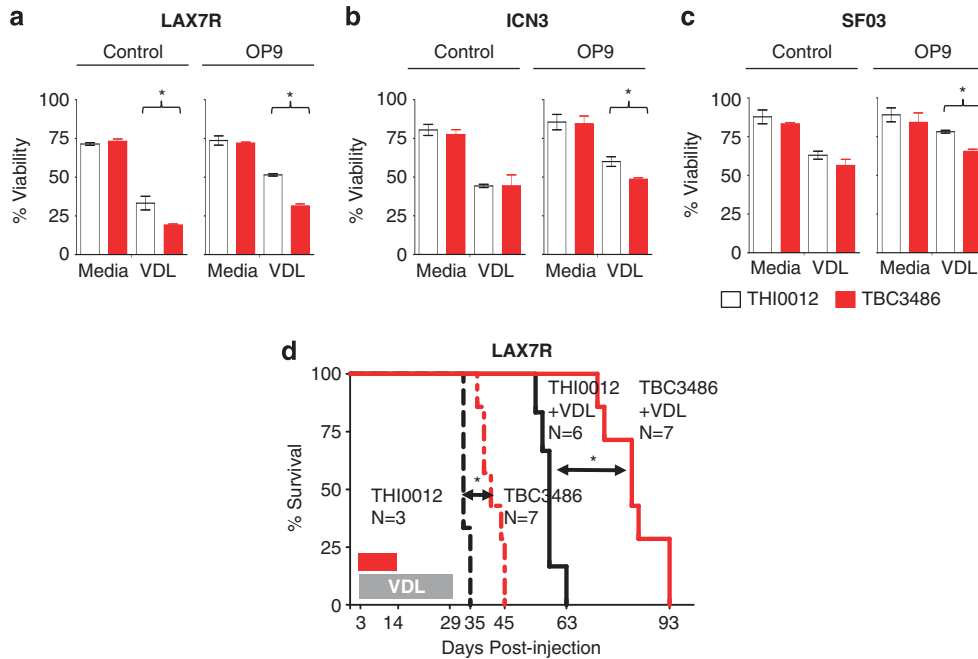 a
LAX7R
Control
OP9
% Viability
100
75
50
25
0
*
*
Media VDL
Media VDL
b
ICN3
Control
OP9
% Viability
100
75
50
25
0
*
Media VDL
Media VDL
c
SF03
Control
OP9
% Viability
100
75
50
25
0
*
Media VDL
Media VDL
THI0012 TBC3486
d
LAX7R
% Survival
100
75
50
25
0
THI0012
+VDL
N=6
TBC3486
+VDL
N=7
*
*
THI0012
N=3
TBC3486
N=7
VDL
3 14 29 35 45 63 93
Days Post-injection